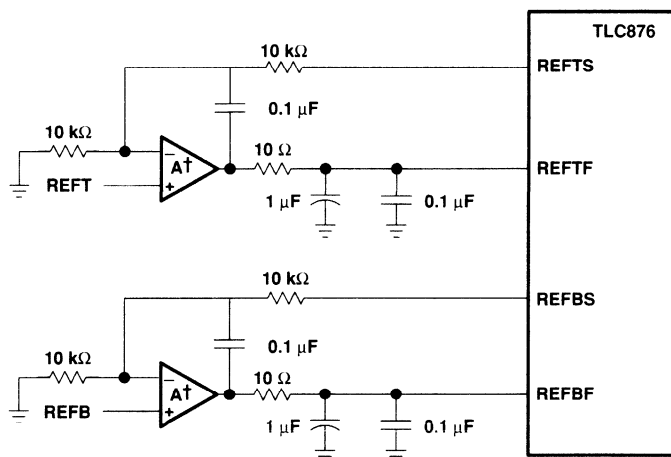 TLC876
10 kΩ
REFTS
0.1 µF
10 kΩ
A†
10 Ω
REFTF
REFT
1 µF
0.1 µF
10 kΩ
REFBS
0.1 µF
10 kΩ
A†
10 Ω
REFBF
REFB
1 µF
0.1 µF